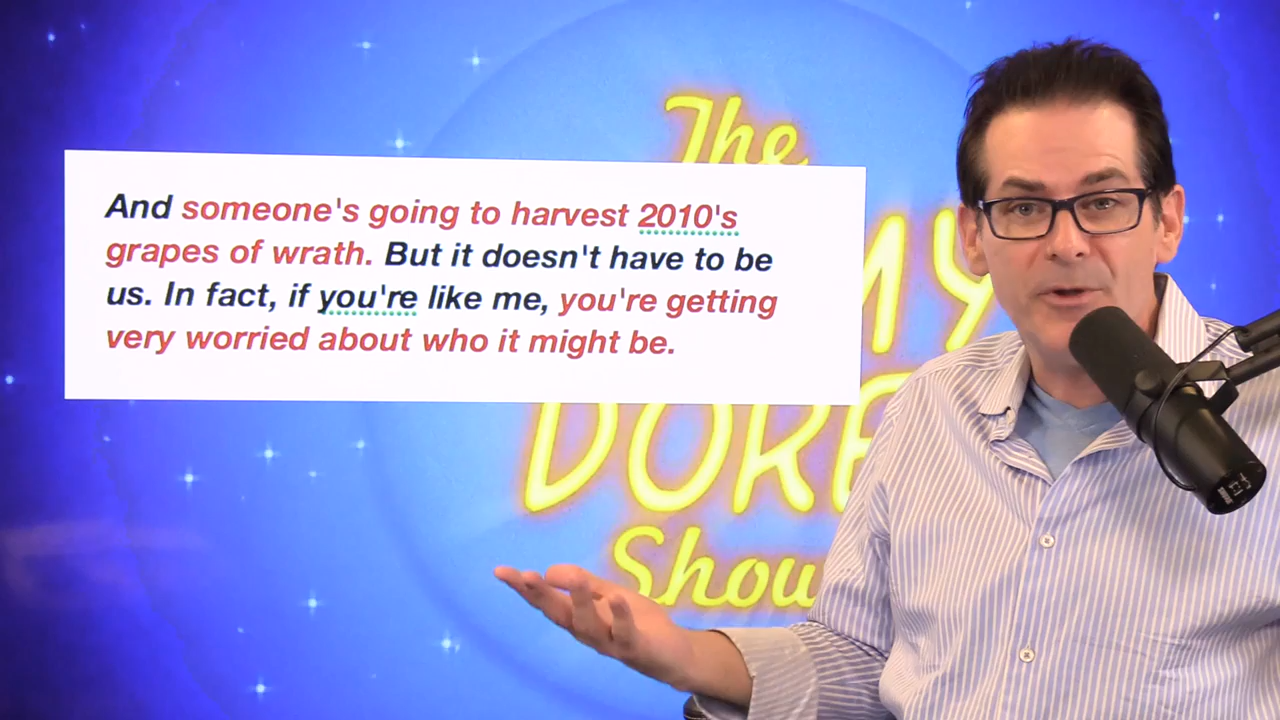 The
And someone's going to harvest 2010's
grapes of wrath. But it doesn't have to be
us. In fact, if you're like me, you're getting
very worried about who it might be.
MY
DORE
Show